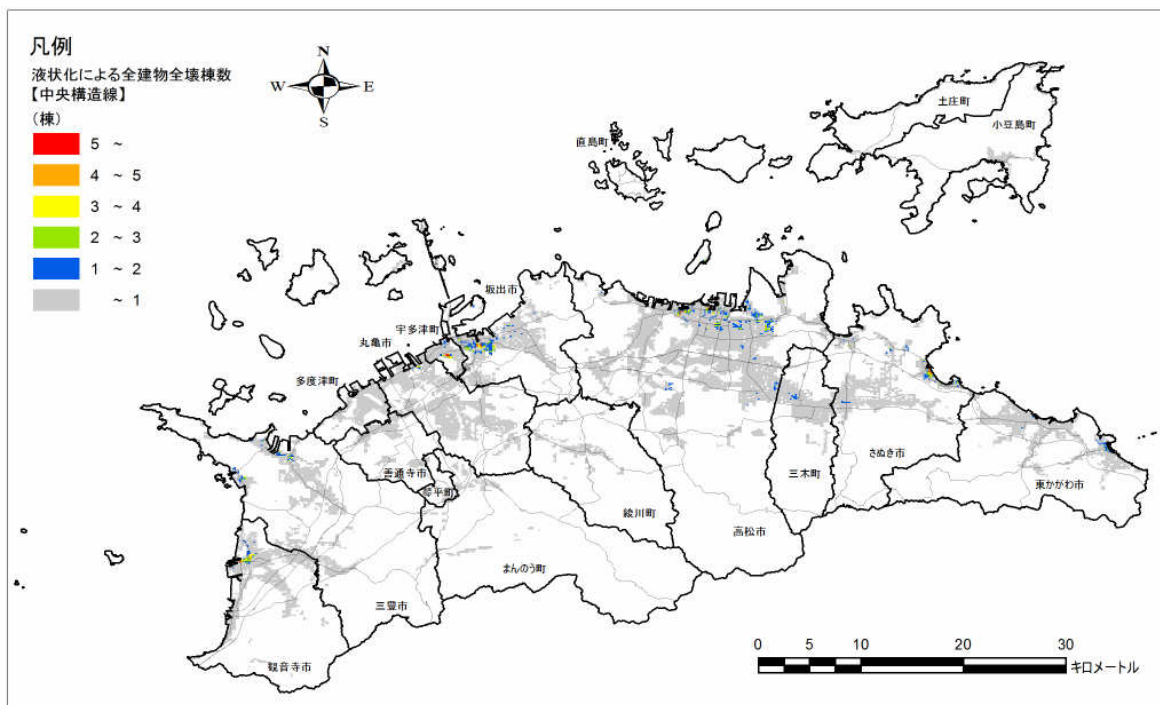 凡例
液状化による全建物全壊棟数
【中央構造線】
(棟)
5 ~
4 ~ 5
3 ~ 4
2 ~ 3
1 ~ 2
~ 1
N
W
E
S
土庄町
小豆島町
直島町
坂出市
宇多津町
丸亀市
多度津町
善通寺市
琴平町
三木町
さぬき市
東かがわ市
綾川町
高松市
まんのう町
三豊市
観音寺市
0 5 10 20 30
キロメートル